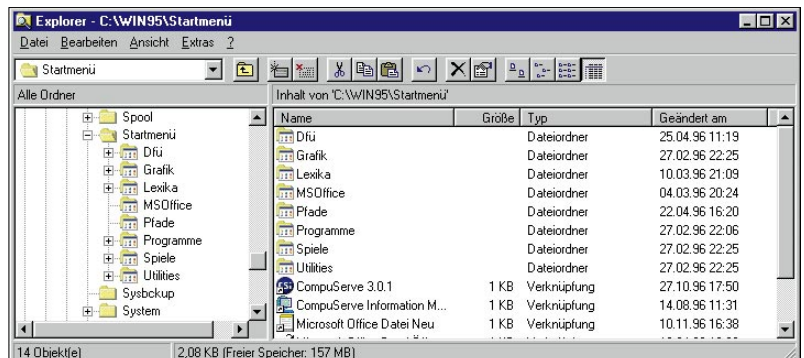 Explorer - C:\WIN95\Startmenü
Datei Bearbeiten Ansicht Extras ?
Startmenü
Alle Ordner Inhalt von 'C:\WIN95\Startmenü'
Spool
Startmenü
Dfü
Grafik
Lexika
MSOffice
Pfade
Programme
Spiele
Utilities
Sysbckup
System
Name Größe Typ Geändert am
Dfü Dateiordner 25.04.96 11:19
Grafik Dateiordner 27.02.96 22:25
Lexika Dateiordner 10.03.96 21:09
MSOffice Dateiordner 04.03.96 20:24
Pfade Dateiordner 22.04.96 16:20
Programme Dateiordner 27.02.96 22:06
Spiele Dateiordner 27.02.96 22:25
Utilities Dateiordner 27.02.96 22:25
CompuServe 3.0.1 1 KB Verknüpfung 27.10.96 17:50
CompuServe Information M... 1 KB Verknüpfung 14.08.96 11:31
Microsoft Office Datei Neu 1 KB Verknüpfung 10.11.96 16:38
14 Objekt(e) 2,08 KB (Freier Speicher: 157 MB)